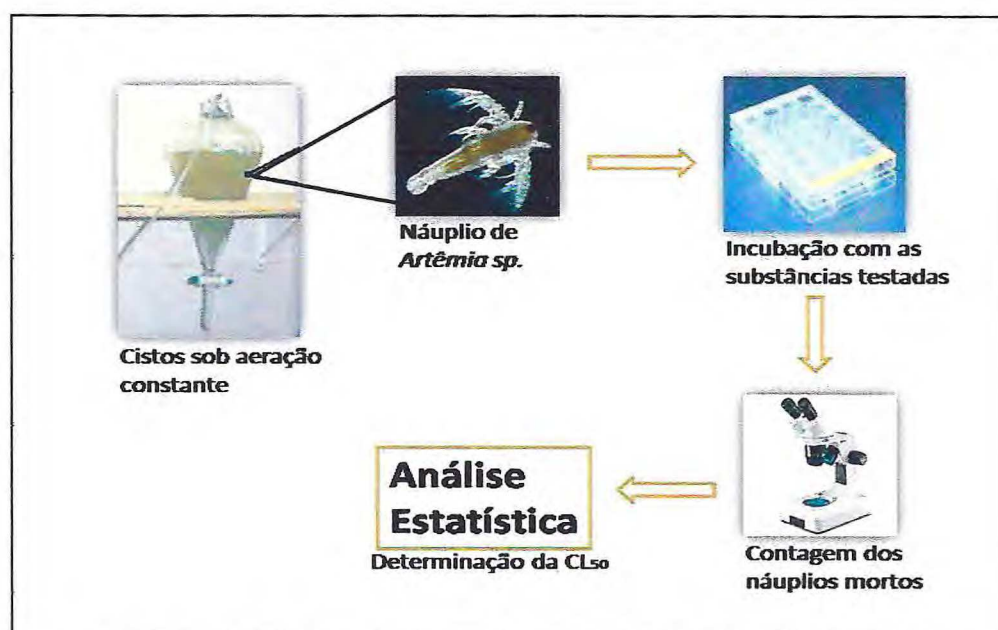 Cistos sob aeração
constante
Náuplio de
Artêmia sp.
Incubação com as
substâncias testadas
Contagem dos
náuplios mortos
Análise
Estatística
Determinação da CL50